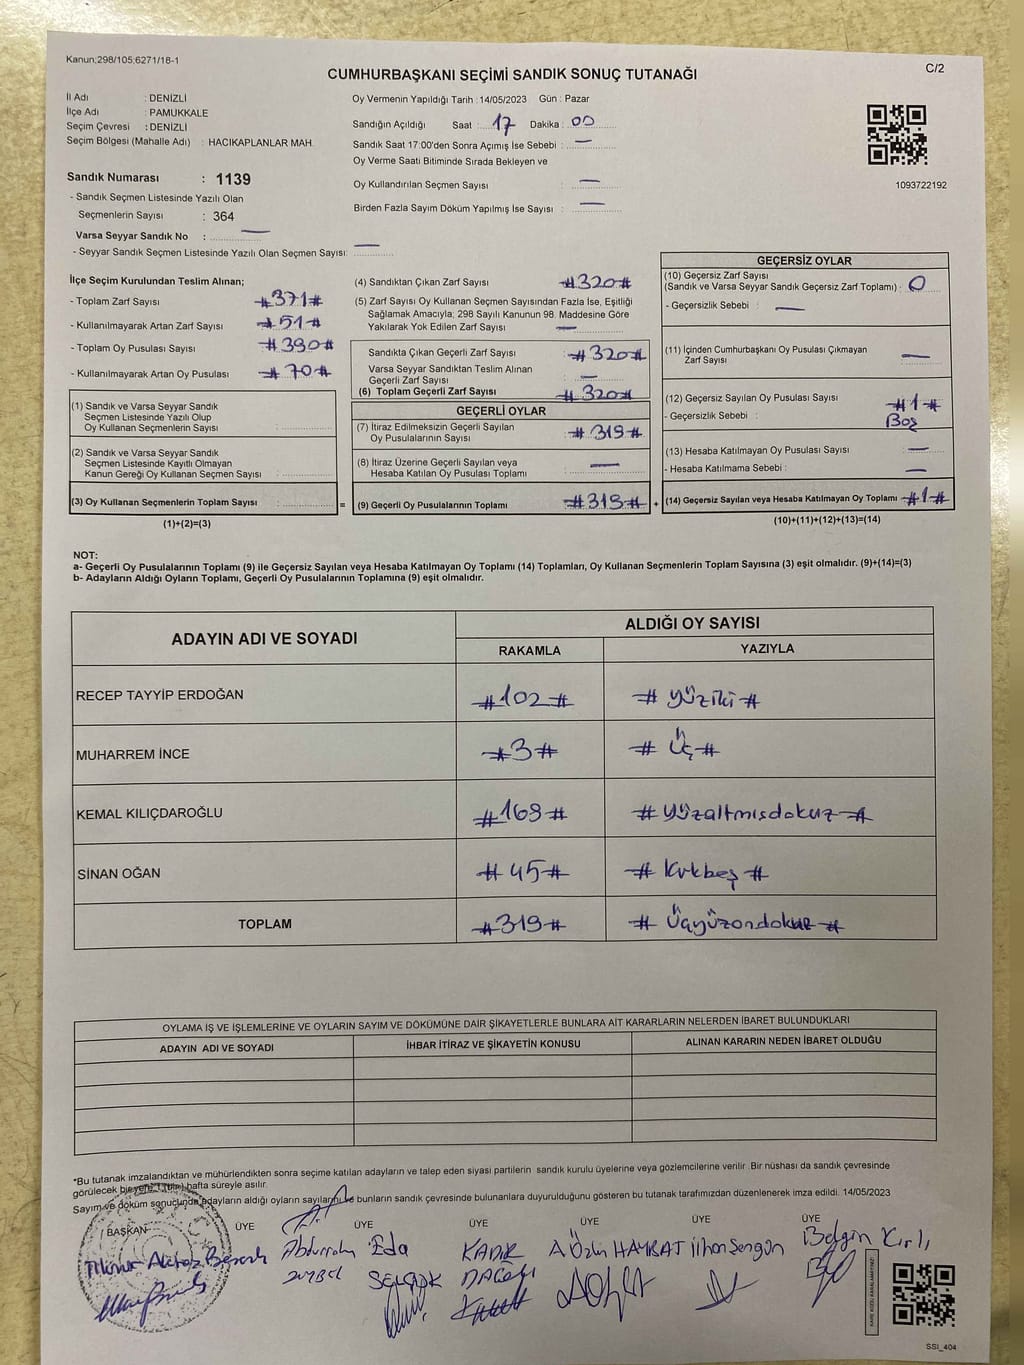 Kanun;298/105,6271/18-1
C/2
CUMHURBAŞKANI SEÇİMİ SANDIK SONUÇ TUTANAĞI
İl Adı : DENİZLİ
İlçe Adı : PAMUKKALE
Seçim Çevresi : DENİZLİ
Seçim Bölgesi (Mahalle Adı) : HACIKAPLANLAR MAH.
Sandık Numarası : 1139
- Sandık Seçmen Listesinde Yazılı Olan
Seçmenlerin Sayısı : 364
Varsa Seyyar Sandık No : —
- Seyyar Sandık Seçmen Listesinde Yazılı Olan Seçmen Sayısı: —
Oy Vermenin Yapıldığı Tarih : 14/05/2023 Gün : Pazar
Sandığın Açıldığı Saat : 17 Dakika : 00
Sandık Saat 17:00'den Sonra Açımış İse Sebebi : —
Oy Verme Saati Bitiminde Sırada Bekleyen ve
Oy Kullandırılan Seçmen Sayısı : —
Birden Fazla Sayım Döküm Yapılmış İse Sayısı : —
1093722192
İlçe Seçim Kurulundan Teslim Alınan;
- Toplam Zarf Sayısı : #371#
- Kullanılmayarak Artan Zarf Sayısı : #51#
- Toplam Oy Pusulası Sayısı : #390#
- Kullanılmayarak Artan Oy Pusulası : #70#
(1) Sandık ve Varsa Seyyar Sandık
Seçmen Listesinde Yazılı Olup
Oy Kullanan Seçmenlerin Sayısı :
(2) Sandık ve Varsa Seyyar Sandık
Seçmen Listesinde Kayıtlı Olmayan
Kanun Gereği Oy Kullanan Seçmen Sayısı :
(3) Oy Kullanan Seçmenlerin Toplam Sayısı : =
(1)+(2)=(3)
(4) Sandıktan Çıkan Zarf Sayısı : #320#
(5) Zarf Sayısı Oy Kullanan Seçmen Sayısından Fazla İse, Eşitliği
Sağlamak Amacıyla; 298 Sayılı Kanunun 98. Maddesine Göre
Yakılarak Yok Edilen Zarf Sayısı : —
Sandıkta Çıkan Geçerli Zarf Sayısı : #320#
Varsa Seyyar Sandıktan Teslim Alınan
Geçerli Zarf Sayısı : —
(6) Toplam Geçerli Zarf Sayısı : #320#
GEÇERLİ OYLAR
(7) İtiraz Edilmeksizin Geçerli Sayılan
Oy Pusulalarının Sayısı : #319#
(8) İtiraz Üzerine Geçerli Sayılan veya
Hesaba Katılan Oy Pusulası Toplamı : —
(9) Geçerli Oy Pusulalarının Toplamı : #319# +
GEÇERSİZ OYLAR
(10) Geçersiz Zarf Sayısı
(Sandık ve Varsa Seyyar Sandık Geçersiz Zarf Toplamı) : 0
- Geçersizlik Sebebi : —
(11) İçinden Cumhurbaşkanı Oy Pusulası Çıkmayan
Zarf Sayısı : —
(12) Geçersiz Sayılan Oy Pusulası Sayısı : #1#
- Geçersizlik Sebebi : Boş
(13) Hesaba Katılmayan Oy Pusulası Sayısı : —
- Hesaba Katılmama Sebebi : —
(14) Geçersiz Sayılan veya Hesaba Katılmayan Oy Toplamı : #1#
(10)+(11)+(12)+(13)=(14)
NOT:
a- Geçerli Oy Pusulalarının Toplamı (9) ile Geçersiz Sayılan veya Hesaba Katılmayan Oy Toplamı (14) Toplamları, Oy Kullanan Seçmenlerin Toplam Sayısına (3) eşit olmalıdır. (9)+(14)=(3)
b- Adayların Aldığı Oyların Toplamı, Geçerli Oy Pusulalarının Toplamına (9) eşit olmalıdır.
ADAYIN ADI VE SOYADI
ALDIĞI OY SAYISI
RAKAMLA YAZIYLA
RECEP TAYYİP ERDOĞAN #102# # yüziki #
MUHARREM İNCE #3# # Üç #
KEMAL KILIÇDAROĞLU #169# # yüzaltmışdokuz #
SİNAN OĞAN #45# # kırkbeş #
TOPLAM #319# # Üçyüzondokuz #
OYLAMA İŞ VE İŞLEMLERİNE VE OYLARIN SAYIM VE DÖKÜMÜNE DAİR ŞİKAYETLERLE BUNLARA AİT KARARLARIN NELERDEN İBARET BULUNDUKLARI
ADAYIN ADI VE SOYADI İHBAR İTİRAZ VE ŞİKAYETİN KONUSU ALINAN KARARIN NEDEN İBARET OLDUĞU
*Bu tutanak imzalandıktan ve mühürlendikten sonra seçime katılan adayların ve talep eden siyasi partilerin sandık kurulu üyelerine veya gözlemcilerine verilir .Bir nüshası da sandık çevresinde
görülecek bir yere, 1 (bir) hafta süreyle asılır.
Sayım ve döküm sonucunda adayların aldığı oyların sayılarını ve bunların sandık çevresinde bulunanlara duyurulduğunu gösteren bu tutanak tarafımızdan düzenlenerek imza edildi. 14/05/2023
BAŞKAN ÜYE ÜYE ÜYE ÜYE ÜYE ÜYE
Abdurrahman Eda KADİR A.Özlem HAYRAT ilhan Sengün Belgin Kırlı
SELÇUK
SSİ_404